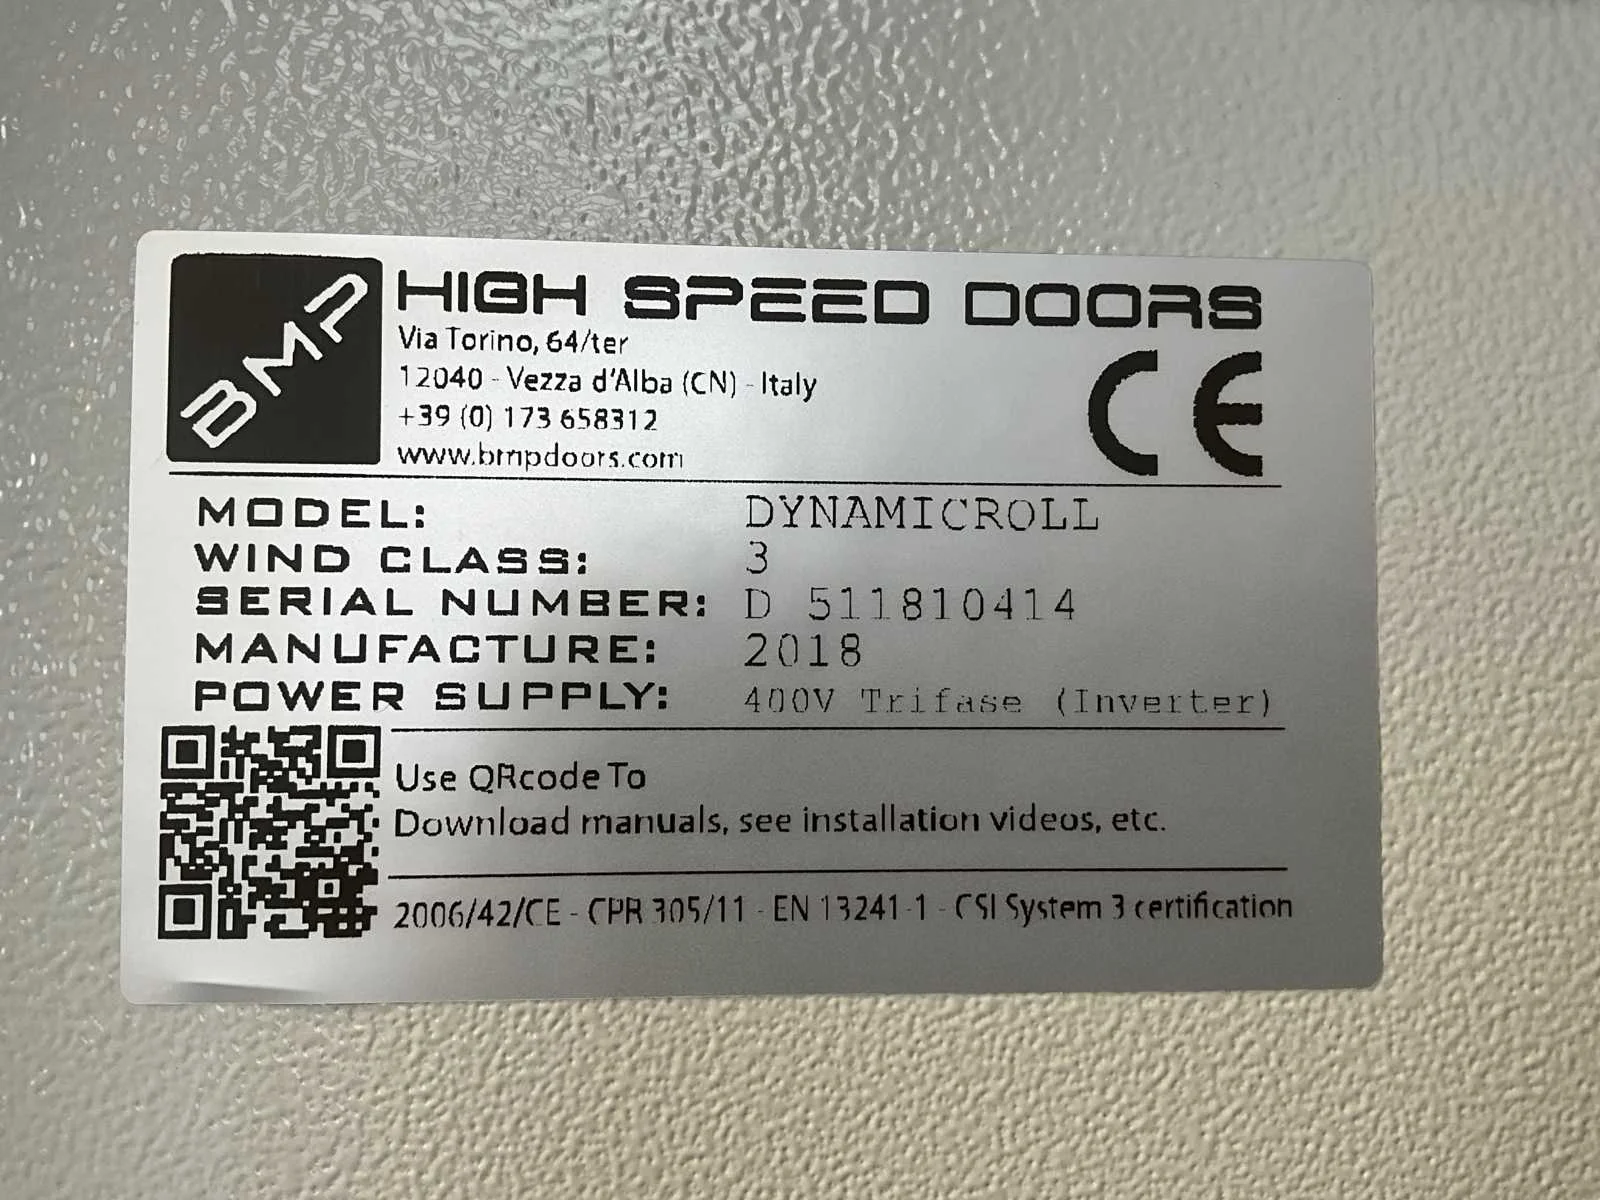 BMP
HIGH SPEED DOORS
Via Torino, 64/ter
12040 - Vezza d'Alba (CN) - Italy
+39 (0) 173 658312
www.bmpdoors.com
CE
MODEL: DYNAMICROLL
WIND CLASS: 3
SERIAL NUMBER: D 511810414
MANUFACTURE: 2018
POWER SUPPLY: 400V Trifase (Inverter)
Use QRcode To
Download manuals, see installation videos, etc.
2006/42/CE - CPR 305/11 - EN 13241-1 - CSI System 3 certification